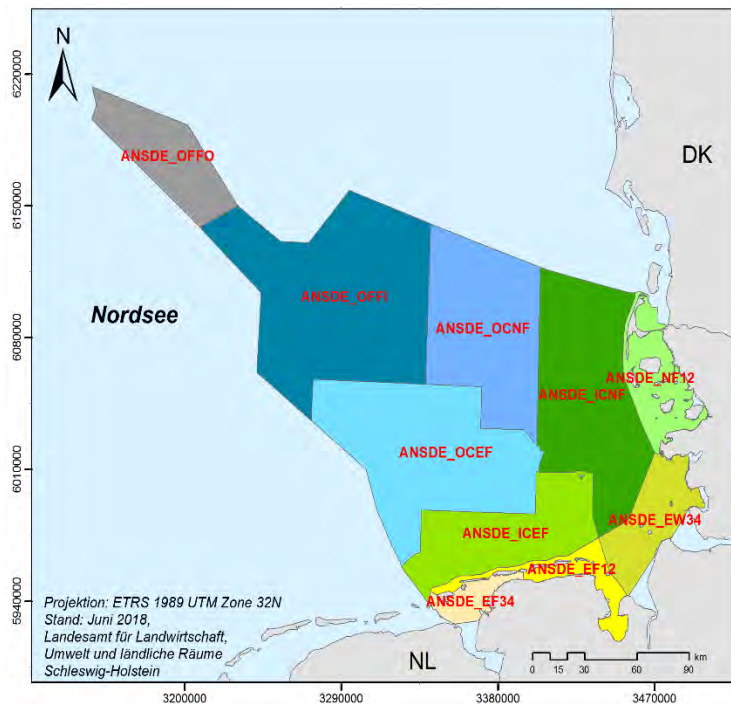 N
6220000
6150000
6080000
6010000
5940000
DK
ANSDE_OFFO
ANSDE_OFFI
ANSDE_OCNF
Nordsee
ANSDE_NF12
ANSDE_ICNF
ANSDE_OCEF
ANSDE_EW34
ANSDE_ICEF
ANSDE_EF12
ANSDE_EF34
Projektion: ETRS 1989 UTM Zone 32N
Stand: Juni 2018,
Landesamt für Landwirtschaft,
Umwelt und ländliche Räume
Schleswig-Holstein
NL
km
0 15 30 60 90
3200000 3290000 3380000 3470000